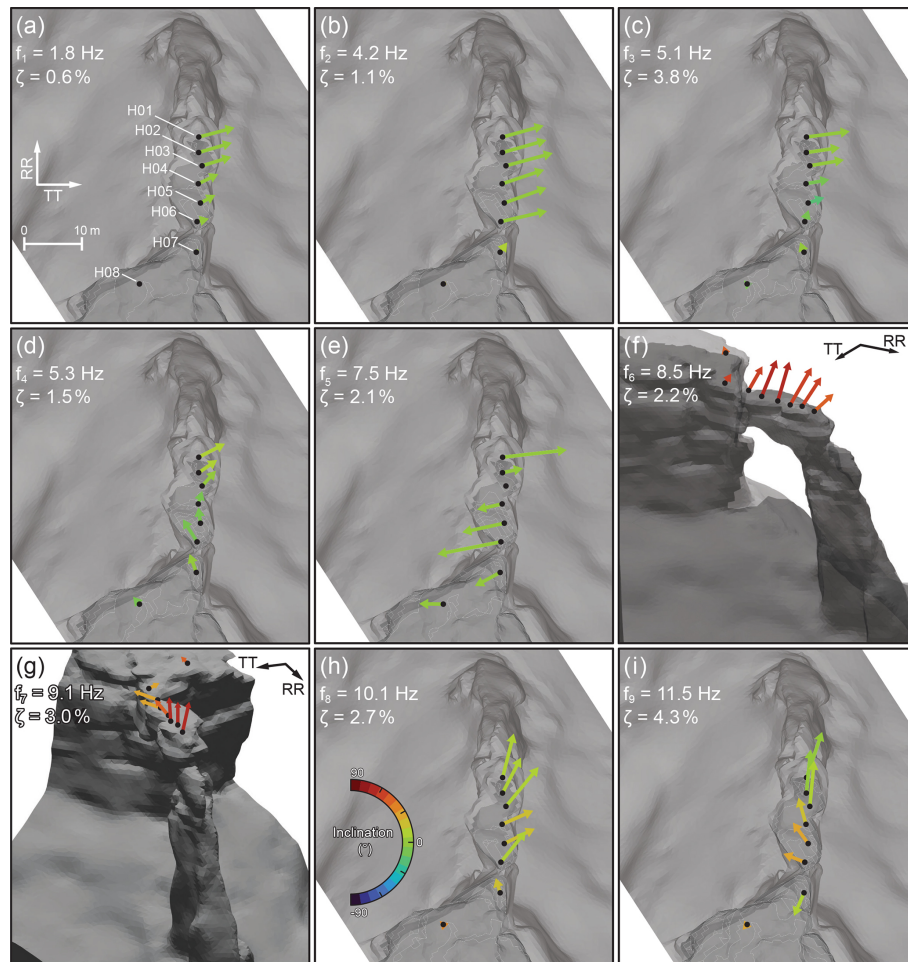 (a)
f₁ = 1.8 Hz
ζ = 0.6%
H01
H02
H03
H04
H05
H06
H07
H08
RR
TT
0 10 m
(b)
f₂ = 4.2 Hz
ζ = 1.1%
(c)
f₃ = 5.1 Hz
ζ = 3.8%
(d)
f₄ = 5.3 Hz
ζ = 1.5%
(e)
f₅ = 7.5 Hz
ζ = 2.1%
(f)
f₆ = 8.5 Hz
ζ = 2.2%
TT RR
(g)
f₇ = 9.1 Hz
ζ = 3.0%
TT
RR
(h)
f₈ = 10.1 Hz
ζ = 2.7%
90
Inclination
(°)
0
-90
(i)
f₉ = 11.5 Hz
ζ = 4.3%